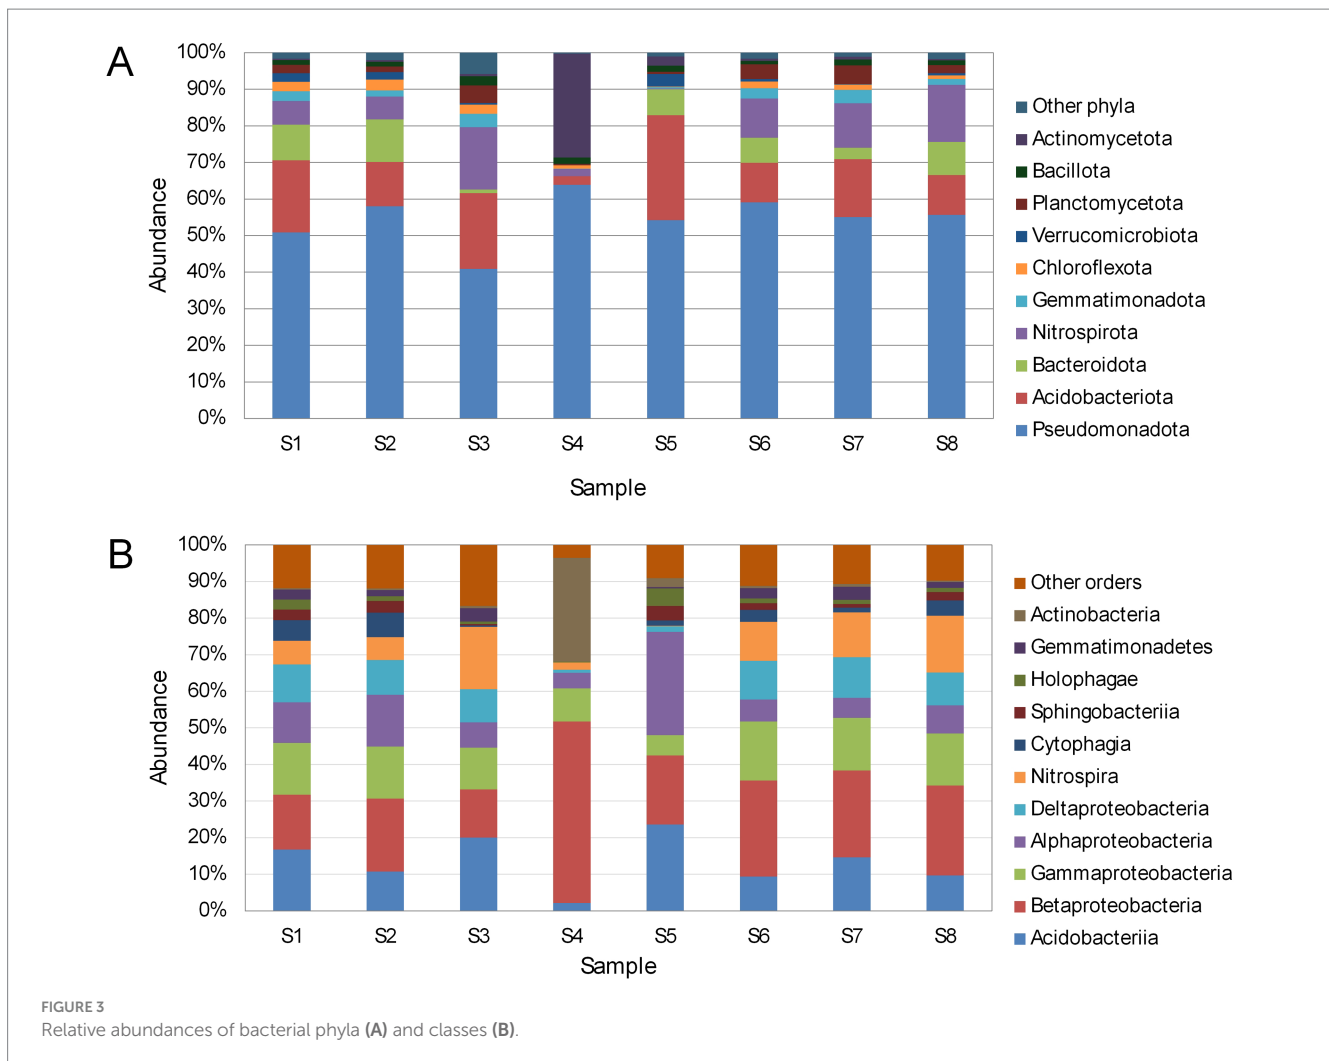 A
100%
90%
80%
70%
60%
50%
40%
30%
20%
10%
0%
Abundance
S1 S2 S3 S4 S5 S6 S7 S8
Sample
Other phyla
Actinomycetota
Bacillota
Planctomycetota
Verrucomicrobiota
Chloroflexota
Gemmatimonadota
Nitrospirota
Bacteroidota
Acidobacteriota
Pseudomonadota
B
100%
90%
80%
70%
60%
50%
40%
30%
20%
10%
0%
Abundance
S1 S2 S3 S4 S5 S6 S7 S8
Sample
Other orders
Actinobacteria
Gemmatimonadetes
Holophagae
Sphingobacteriia
Cytophagia
Nitrospira
Deltaproteobacteria
Alphaproteobacteria
Gammaproteobacteria
Betaproteobacteria
Acidobacteriia
FIGURE 3
Relative abundances of bacterial phyla (A) and classes (B).